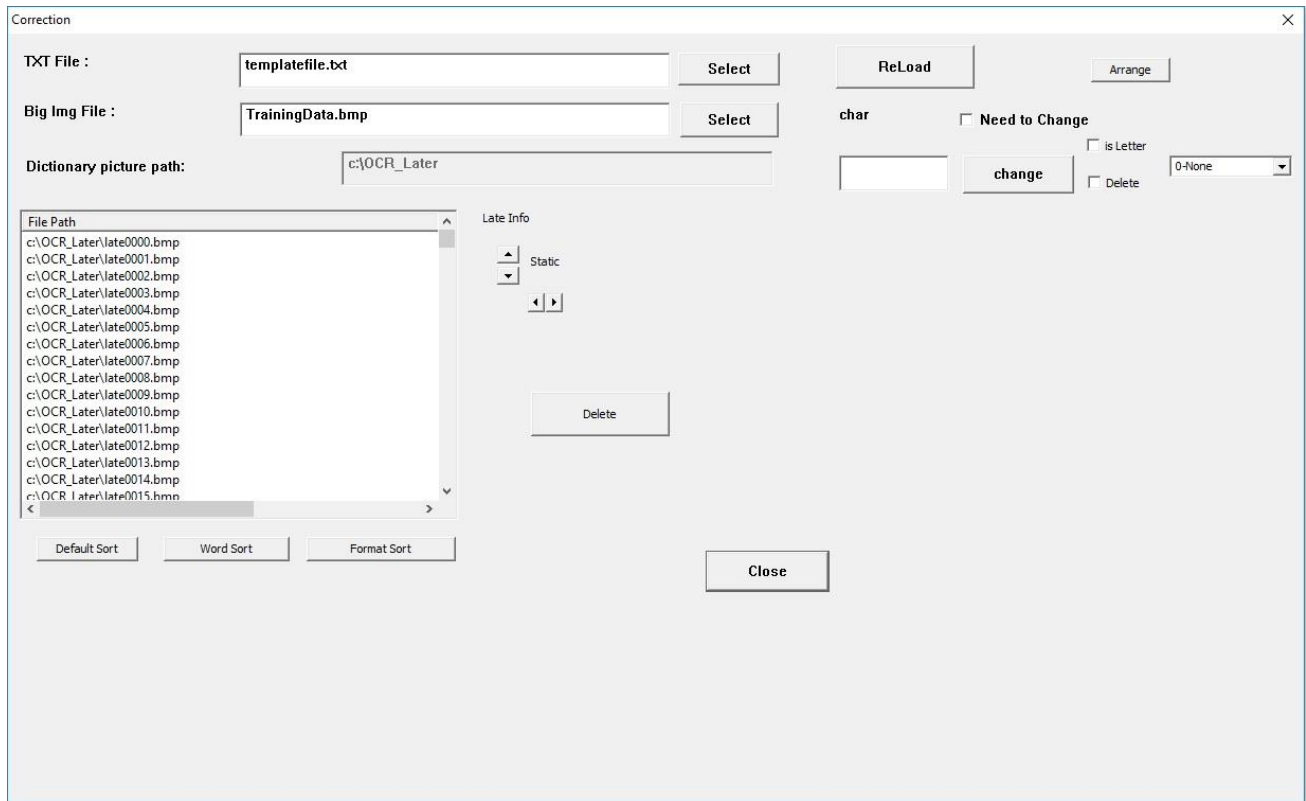 Correction
TXT File :
templatefile.txt
Select
ReLoad
Arrange
Big Img File :
TrainingData.bmp
Select
char
Need to Change
is Letter
Dictionary picture path:
c:\OCR_Later
change
Delete
0-None
File Path
c:\OCR_Later\late0000.bmp
c:\OCR_Later\late0001.bmp
c:\OCR_Later\late0002.bmp
c:\OCR_Later\late0003.bmp
c:\OCR_Later\late0004.bmp
c:\OCR_Later\late0005.bmp
c:\OCR_Later\late0006.bmp
c:\OCR_Later\late0007.bmp
c:\OCR_Later\late0008.bmp
c:\OCR_Later\late0009.bmp
c:\OCR_Later\late0010.bmp
c:\OCR_Later\late0011.bmp
c:\OCR_Later\late0012.bmp
c:\OCR_Later\late0013.bmp
c:\OCR_Later\late0014.bmp
c:\OCR_Later\late0015.bmp
Late Info
Static
Delete
Default Sort
Word Sort
Format Sort
Close